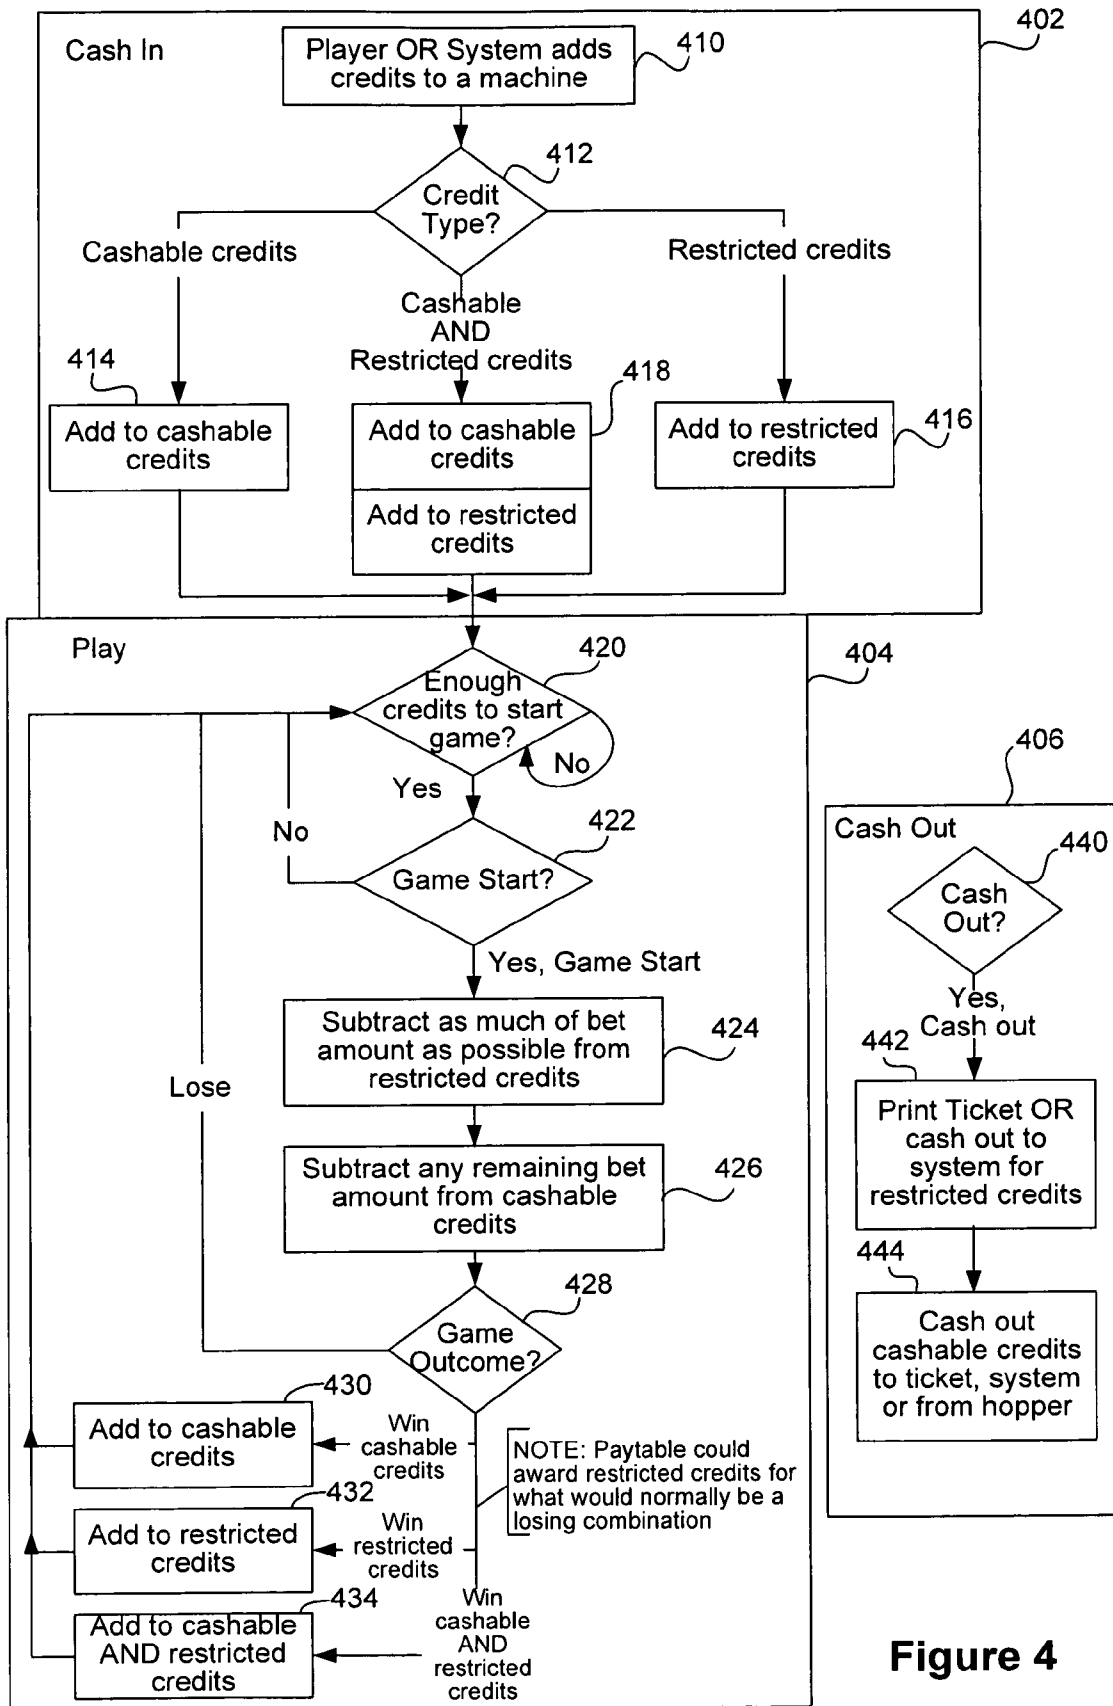 402
Cash In
Player OR System adds
credits to a machine
410
412
Credit
Type?
Cashable credits
Restricted credits
Cashable
AND
Restricted credits
414
418
416
Add to cashable
credits
Add to cashable
credits
Add to restricted
credits
Add to restricted
credits
Play
420
404
Enough
credits to start
game?
No
Yes
No
422
Game Start?
Yes, Game Start
Subtract as much of bet
amount as possible from
restricted credits
424
Lose
Subtract any remaining bet
amount from cashable
credits
426
428
Game
Outcome?
430
Add to cashable
credits
Win
cashable
credits
NOTE: Paytable could
award restricted credits for
what would normally be a
losing combination
432
Add to restricted
credits
Win
restricted
credits
434
Add to cashable
AND restricted
credits
Win
cashable
AND
restricted
credits
406
Cash Out
440
Cash
Out?
Yes,
Cash out
442
Print Ticket OR
cash out to
system for
restricted credits
444
Cash out
cashable credits
to ticket, system
or from hopper
Figure 4